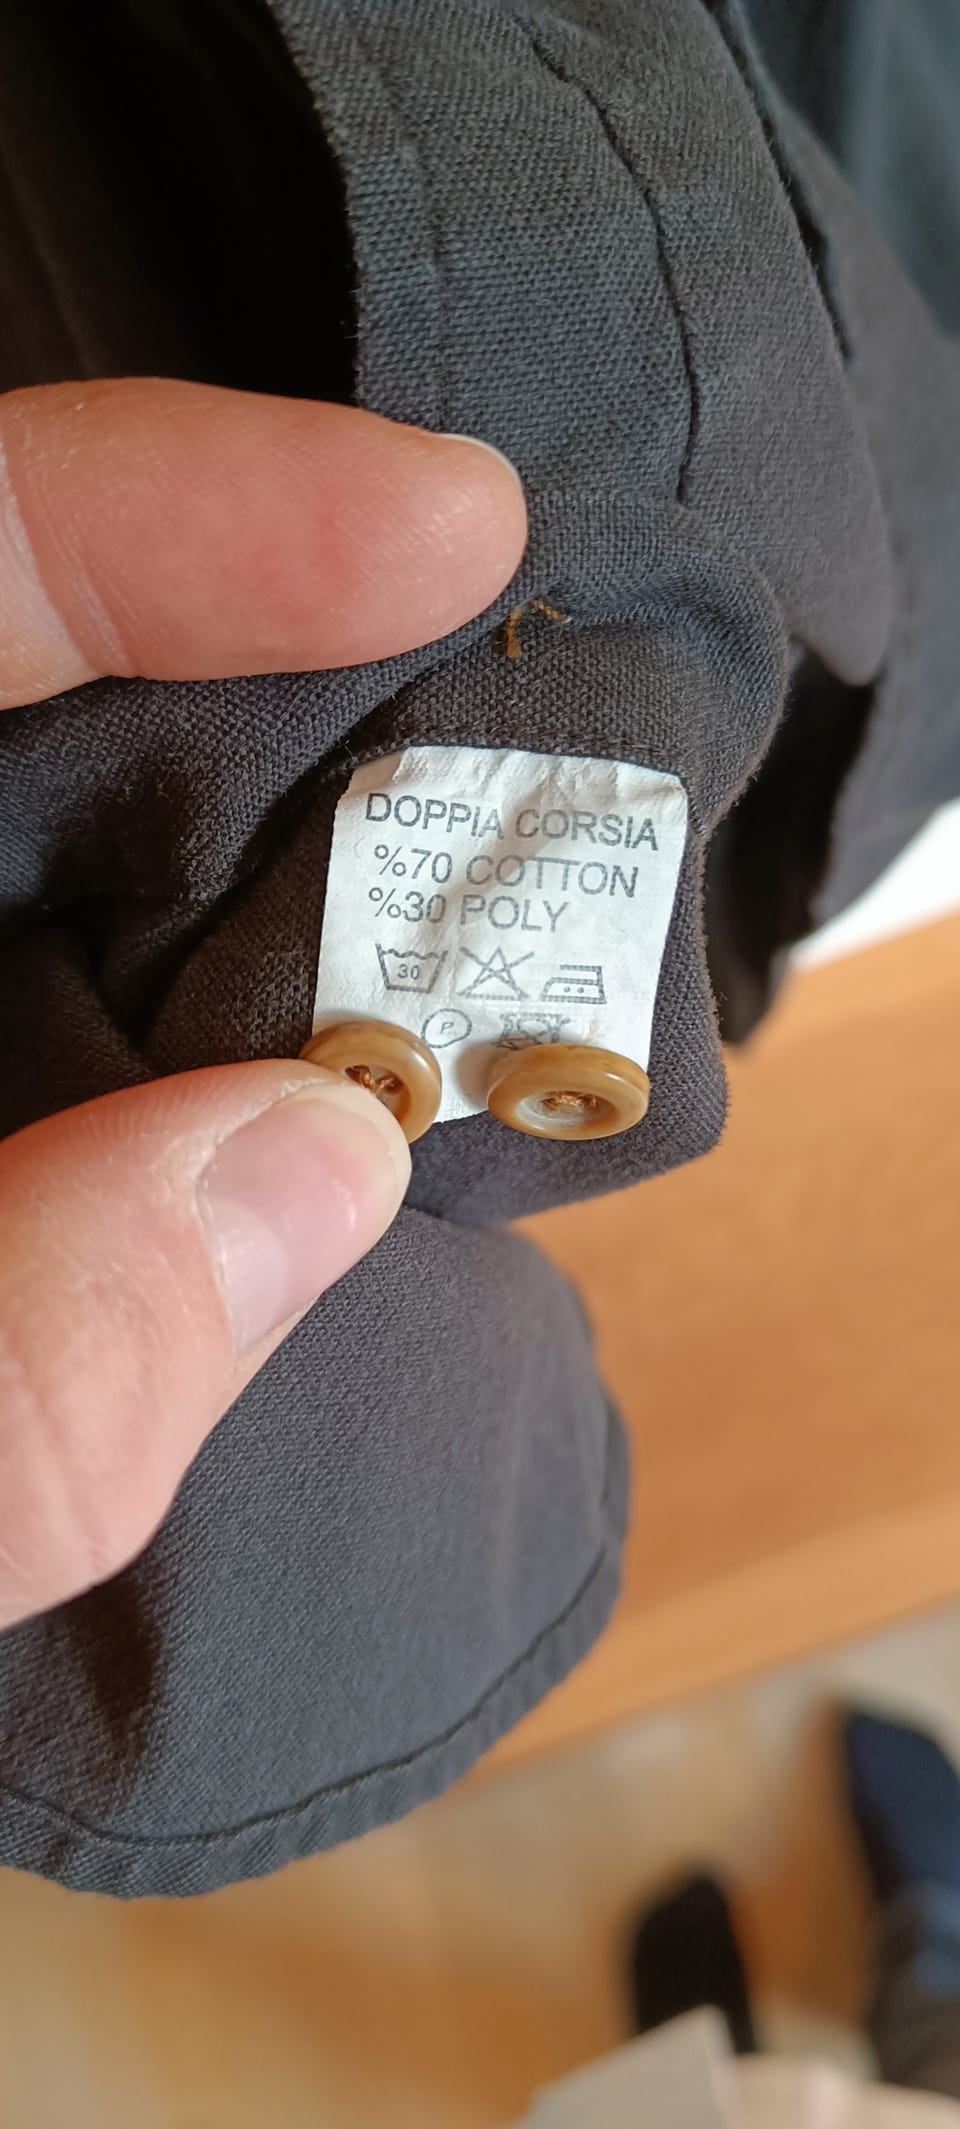 DOPPIA CORSIA
%70 COTTON
%30 POLY
30
P